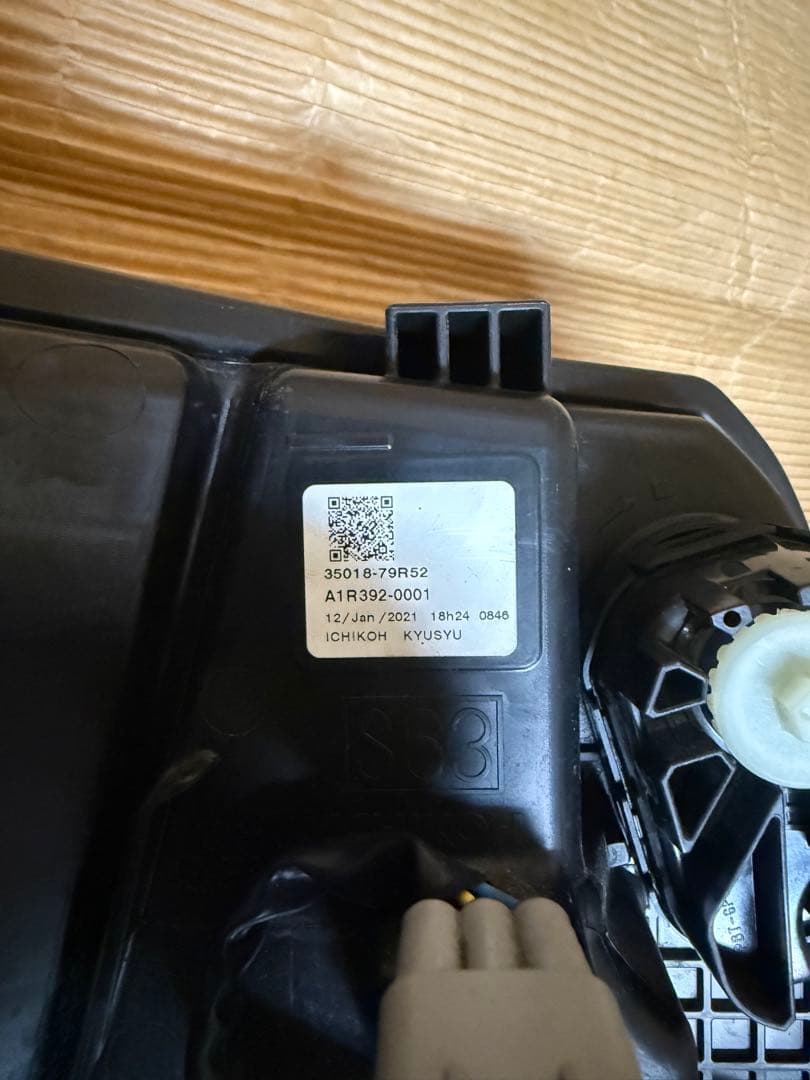 35018-79R52
A1R392-0001
12/Jan/2021 18h24 0846
ICHIKOH KYUSYU